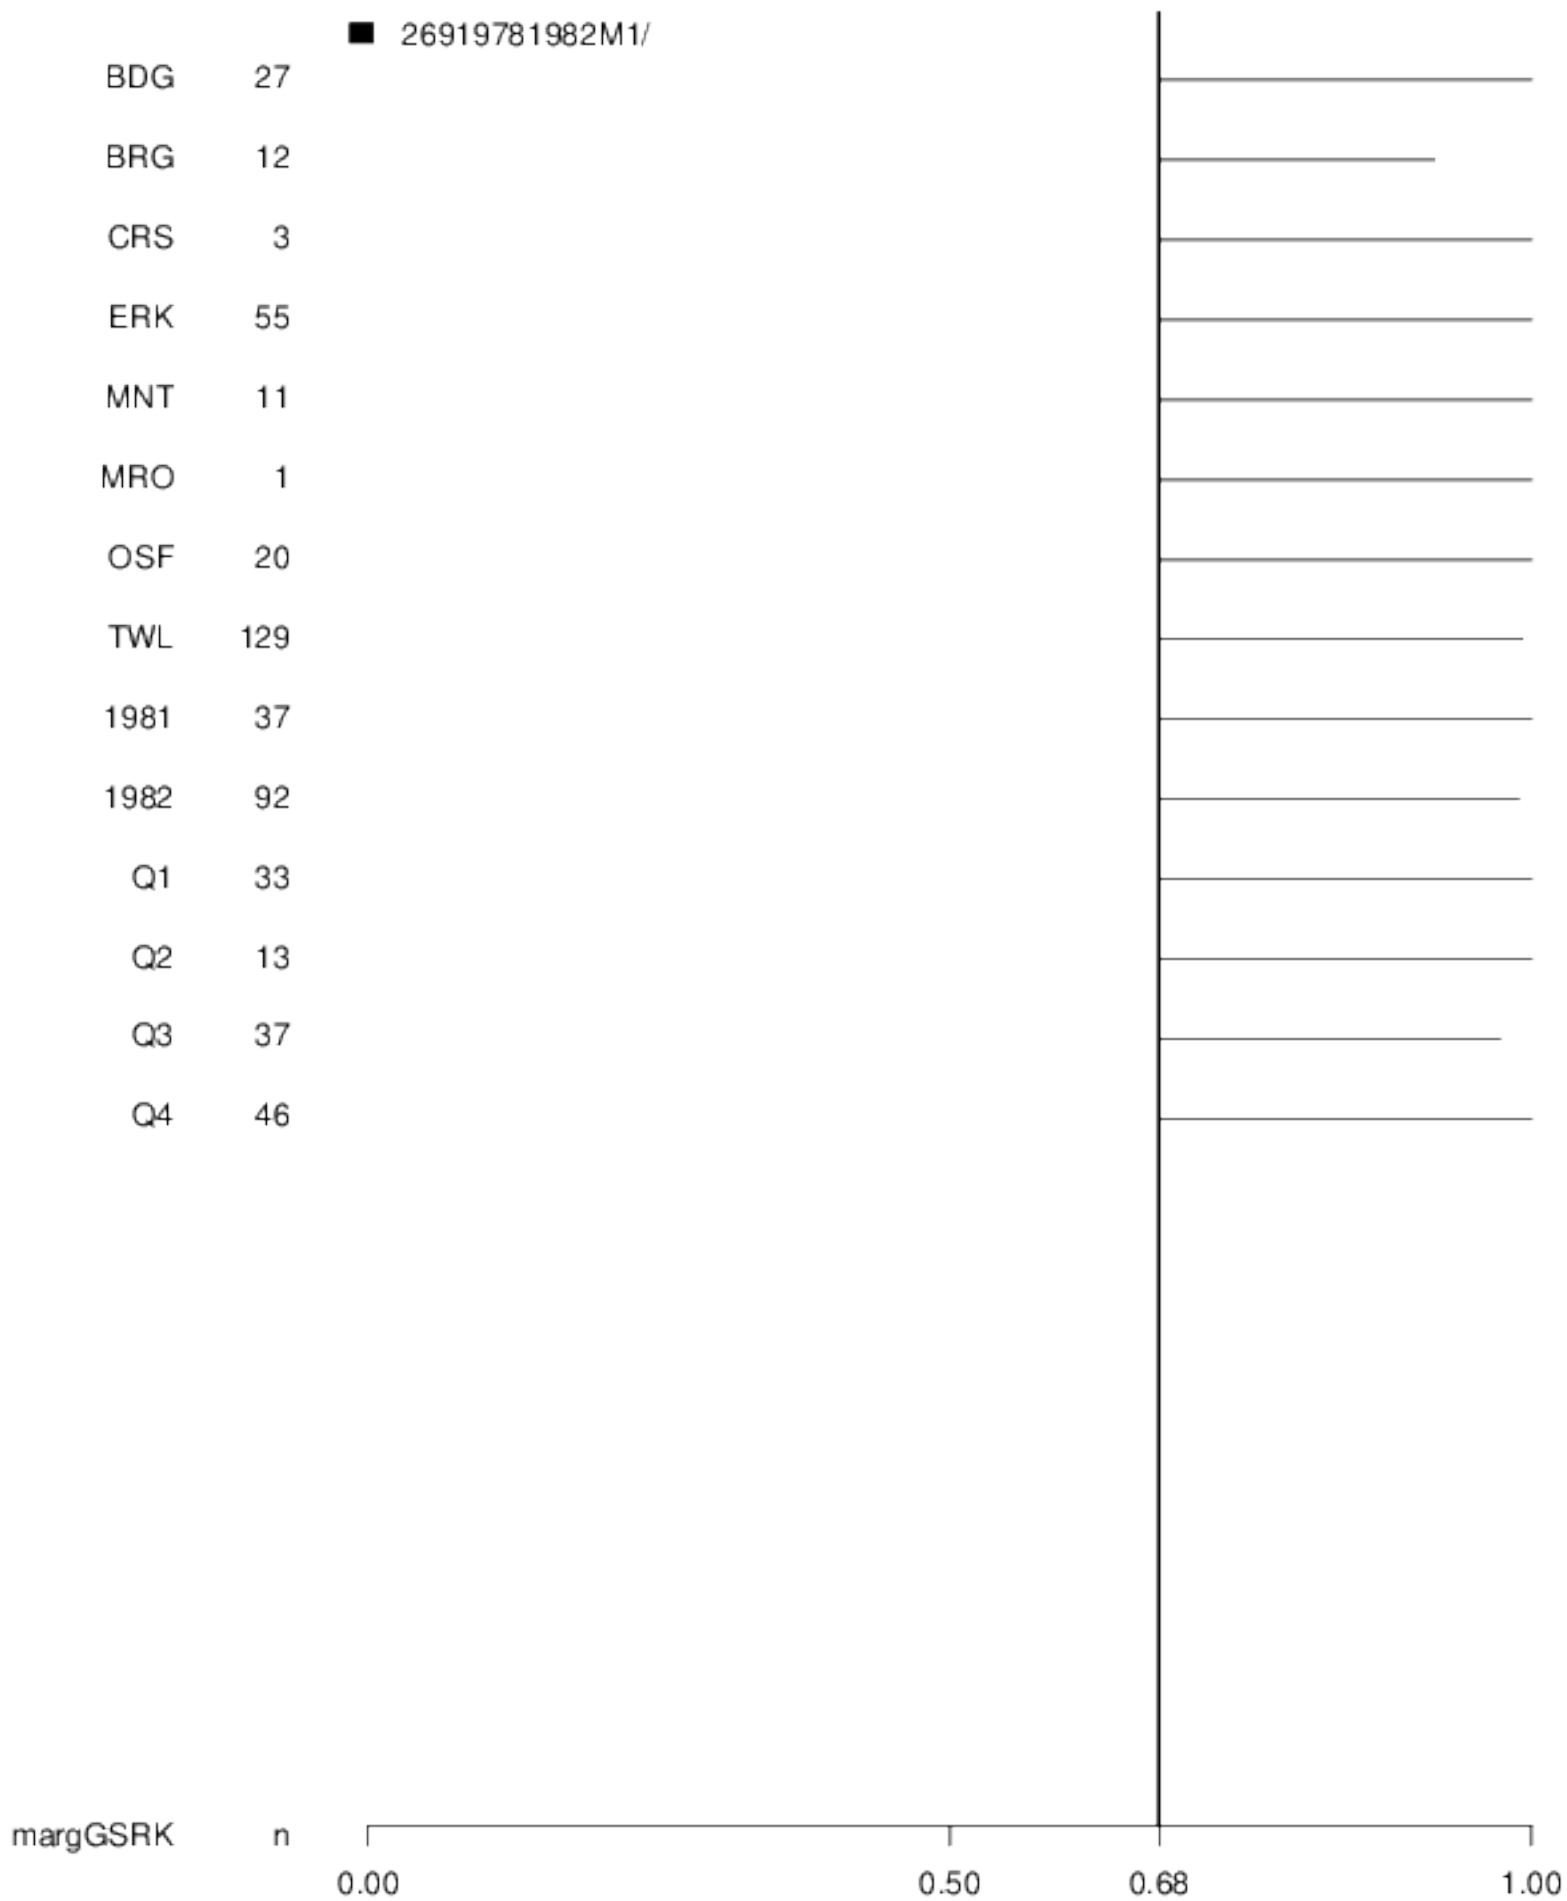 ■ 26919781982M1/
BDG 27
BRG 12
CRS 3
ERK 55
MNT 11
MRO 1
OSF 20
TWL 129
1981 37
1982 92
Q1 33
Q2 13
Q3 37
Q4 46
margGSRK n
0.00 0.50 0.68 1.00